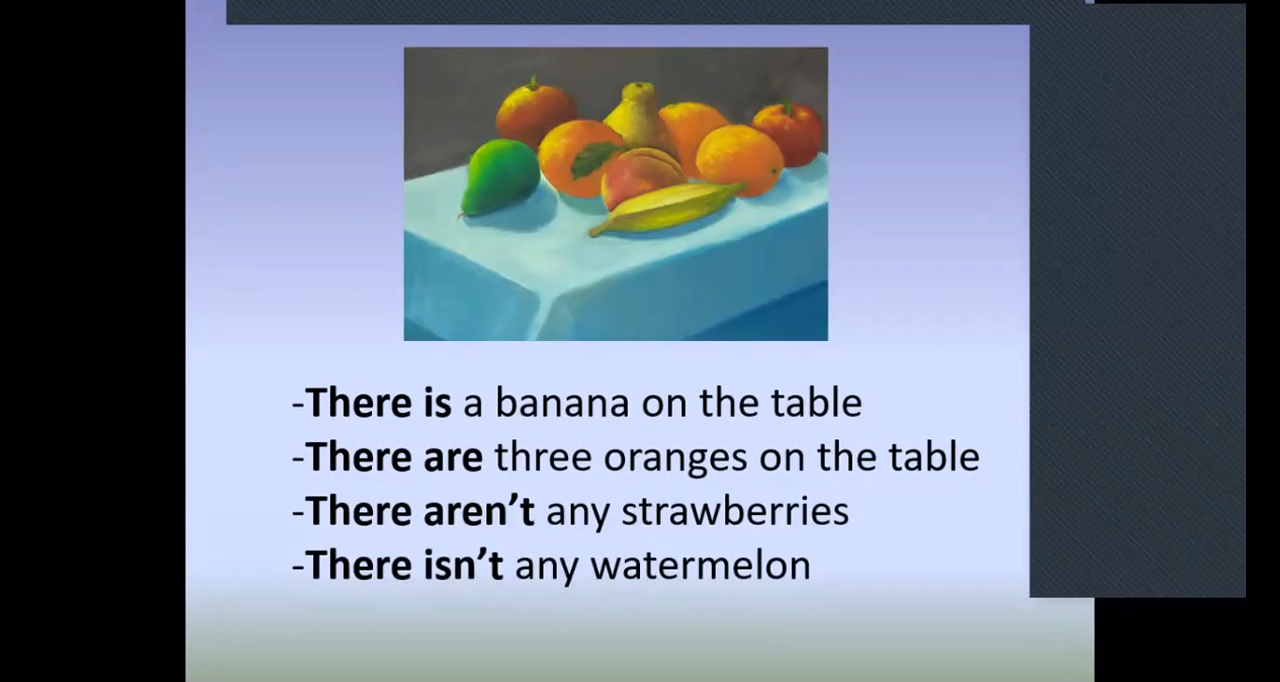 -There is a banana on the table
-There are three oranges on the table
-There aren’t any strawberries
-There isn’t any watermelon